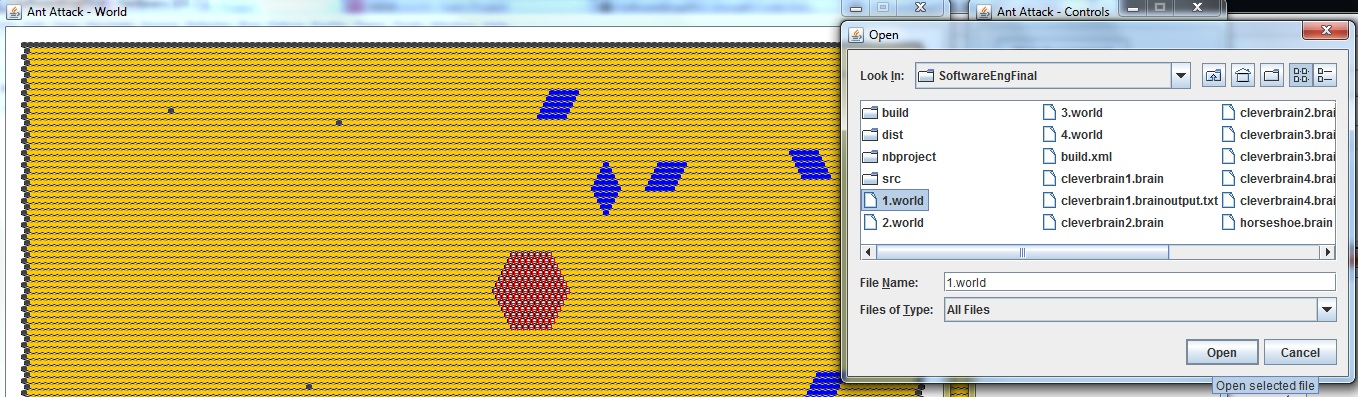 Ant Attack - World
Ant Attack - Controls
Open
Look In:
SoftwareEngFinal
build
dist
nbproject
src
1.world
2.world
3.world
4.world
build.xml
cleverbrain1.brain
cleverbrain1.brainoutput.txt
cleverbrain2.brain
cleverbrain2.brai
cleverbrain3.brai
cleverbrain3.brai
cleverbrain4.brai
cleverbrain4.brai
horseshoe.brain
File Name:
1.world
Files of Type:
All Files
Open
Cancel
Open selected file